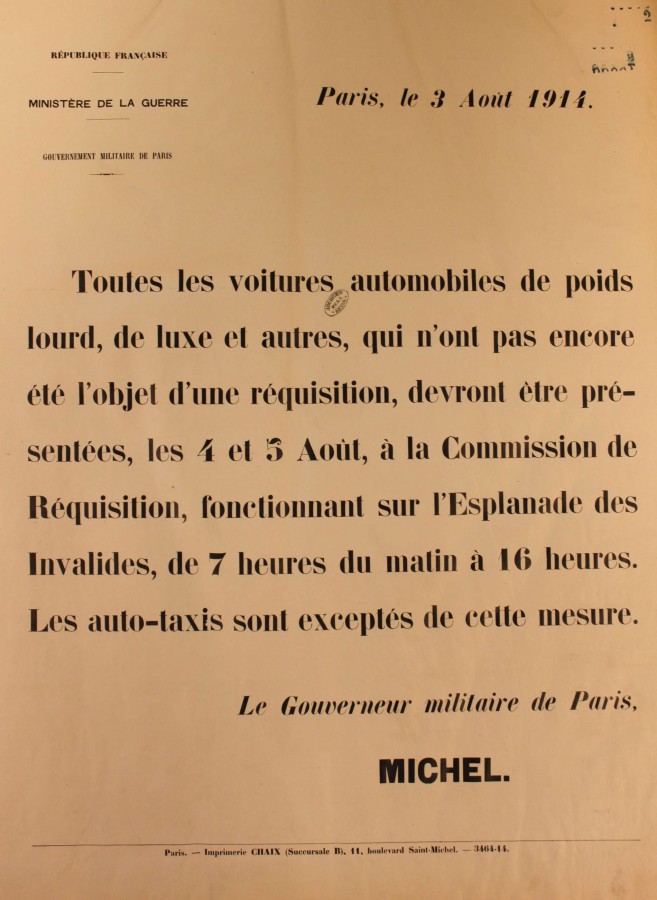 RÉPUBLIQUE FRANÇAISE
MINISTÈRE DE LA GUERRE
GOUVERNEMENT MILITAIRE DE PARIS
Paris, le 3 Août 1914.
Toutes les voitures automobiles de poids
lourd, de luxe et autres, qui n'ont pas encore
été l'objet d'une réquisition, devront être pré-
sentées, les 4 et 5 Août, à la Commission de
Réquisition, fonctionnant sur l'Esplanade des
Invalides, de 7 heures du matin à 16 heures.
Les auto-taxis sont exceptés de cette mesure.
Le Gouverneur militaire de Paris,
MICHEL.
Paris. — Imprimerie CHAIX (Succursale B), 11, boulevard Saint-Michel. — 3464-14.